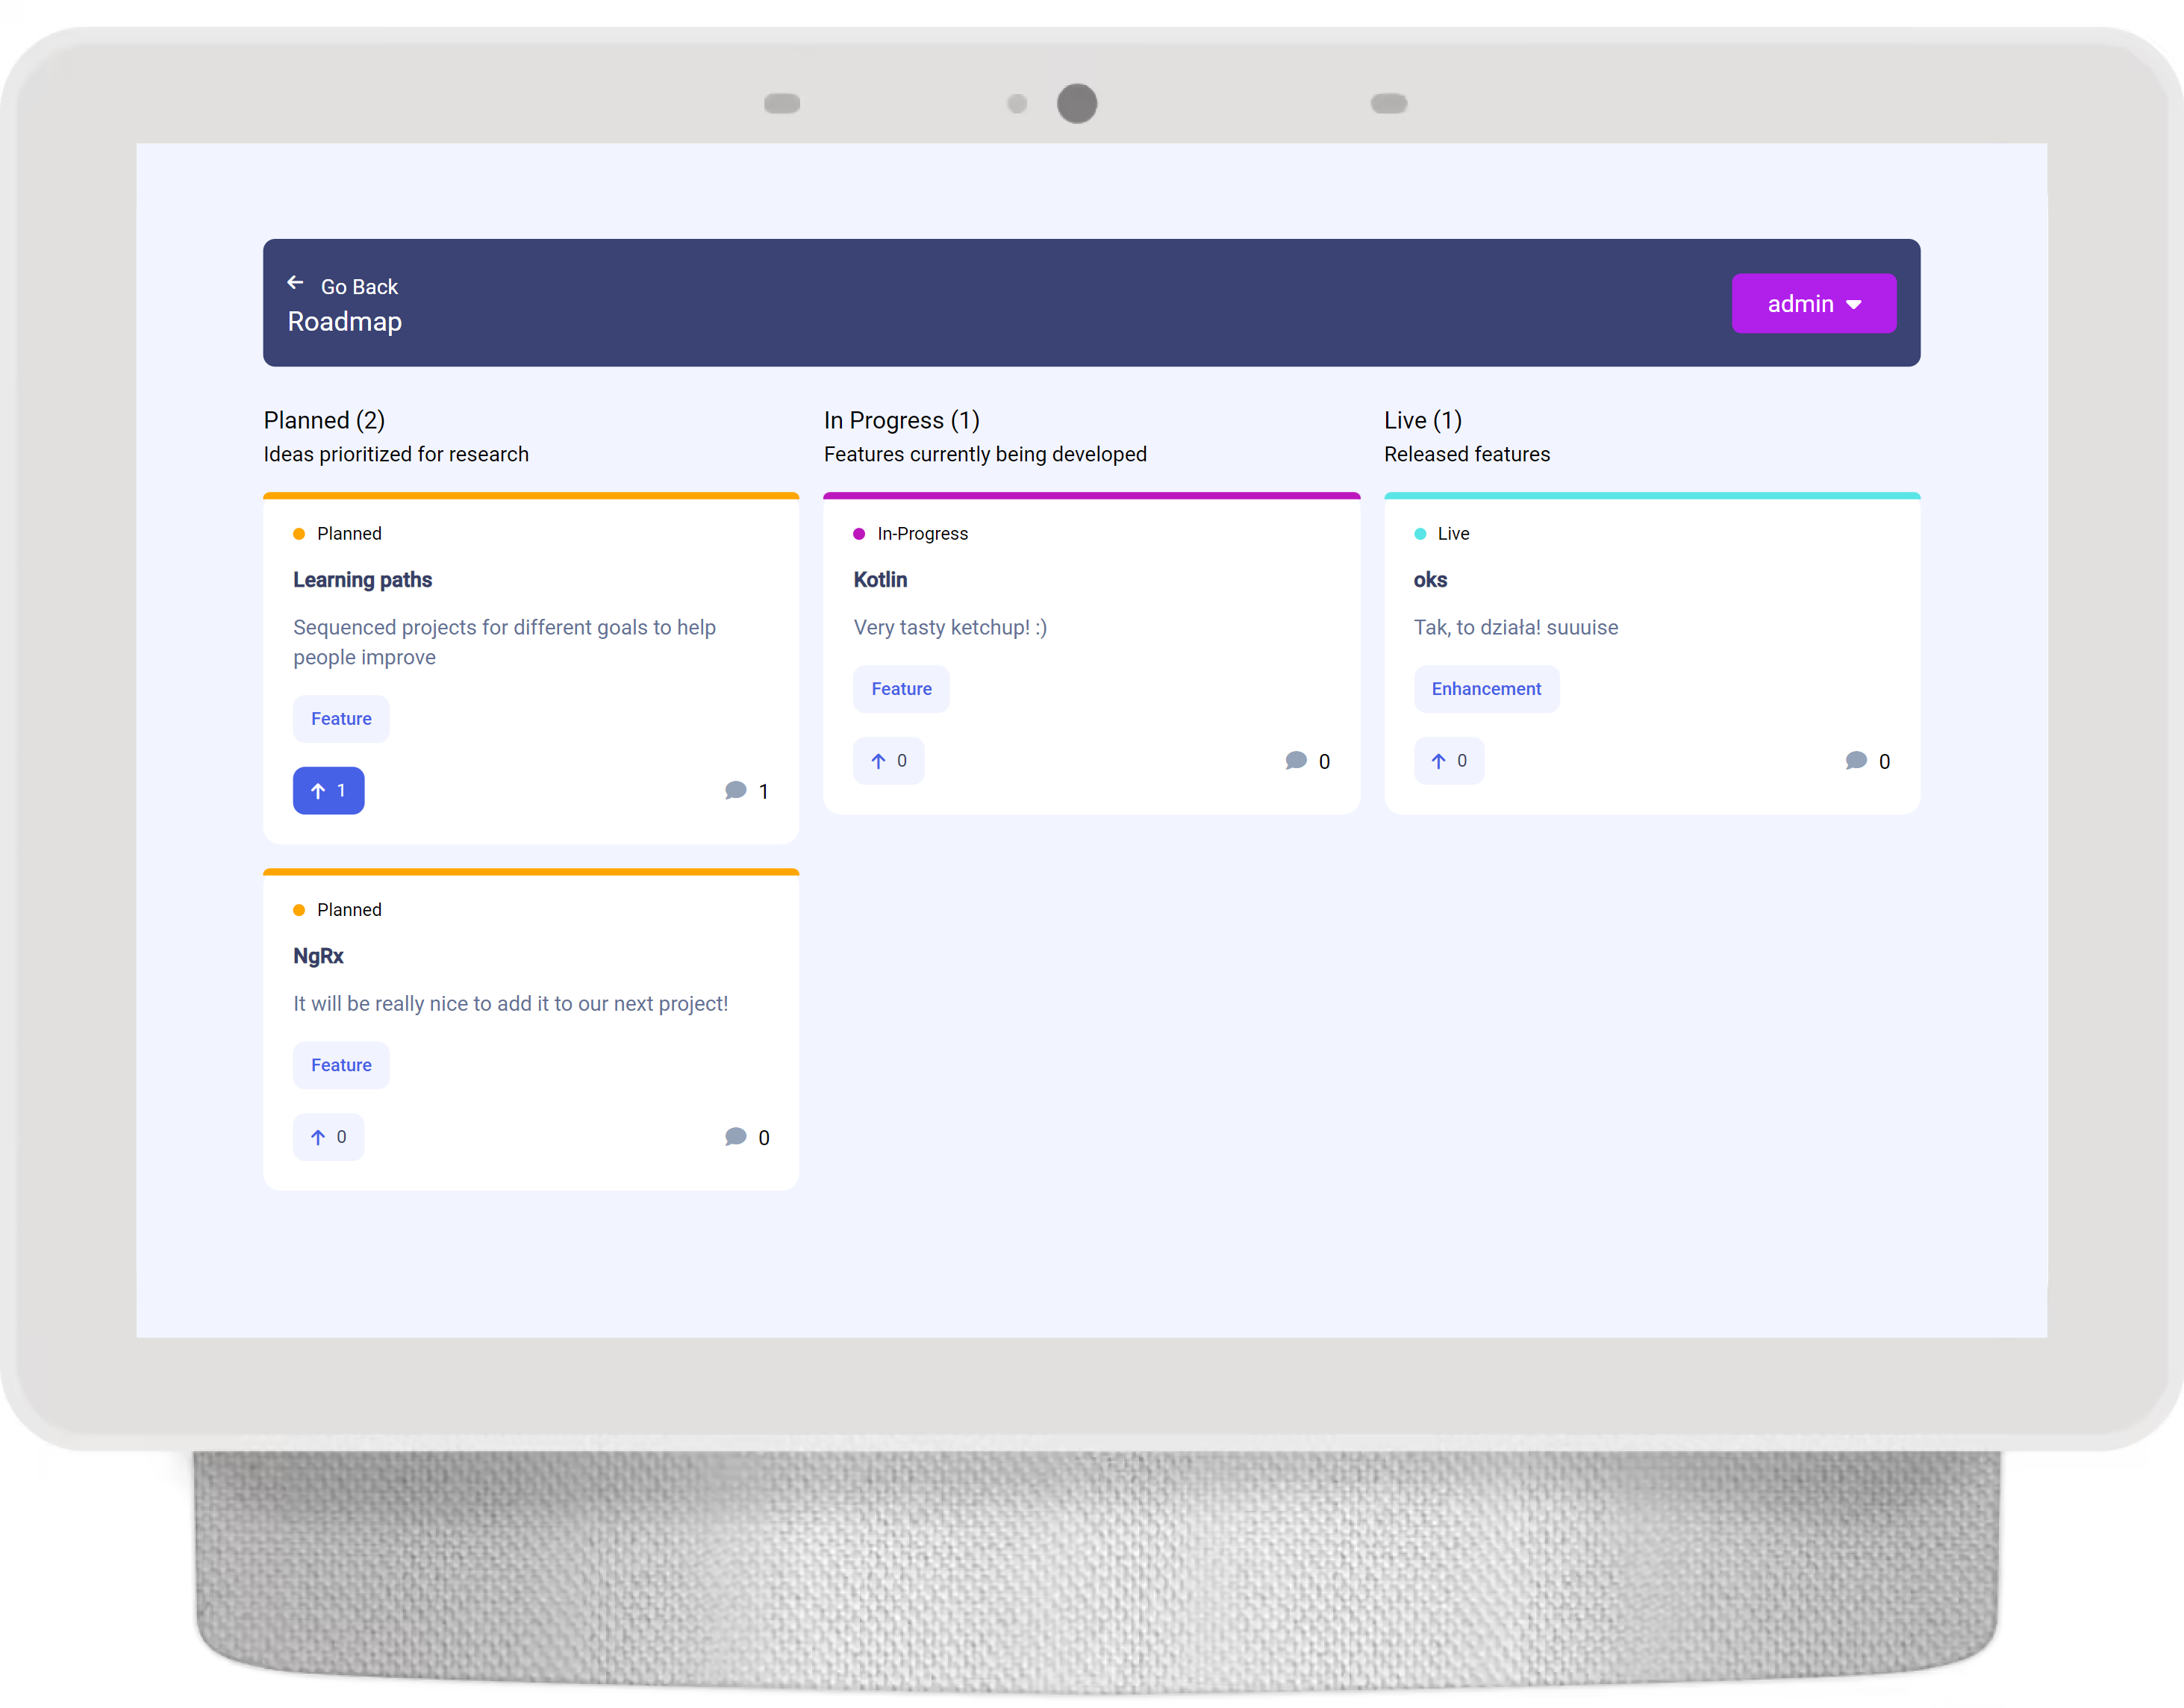 Go Back
Roadmap
admin
Planned (2)
Ideas prioritized for research
Planned
Learning paths
Sequenced projects for different goals to help
people improve
Feature
1
1
Planned
NgRx
It will be really nice to add it to our next project!
Feature
0
0
In Progress (1)
Features currently being developed
In-Progress
Kotlin
Very tasty ketchup! :)
Feature
0
0
Live (1)
Released features
Live
oks
Tak, to działa! suuuise
Enhancement
0
0